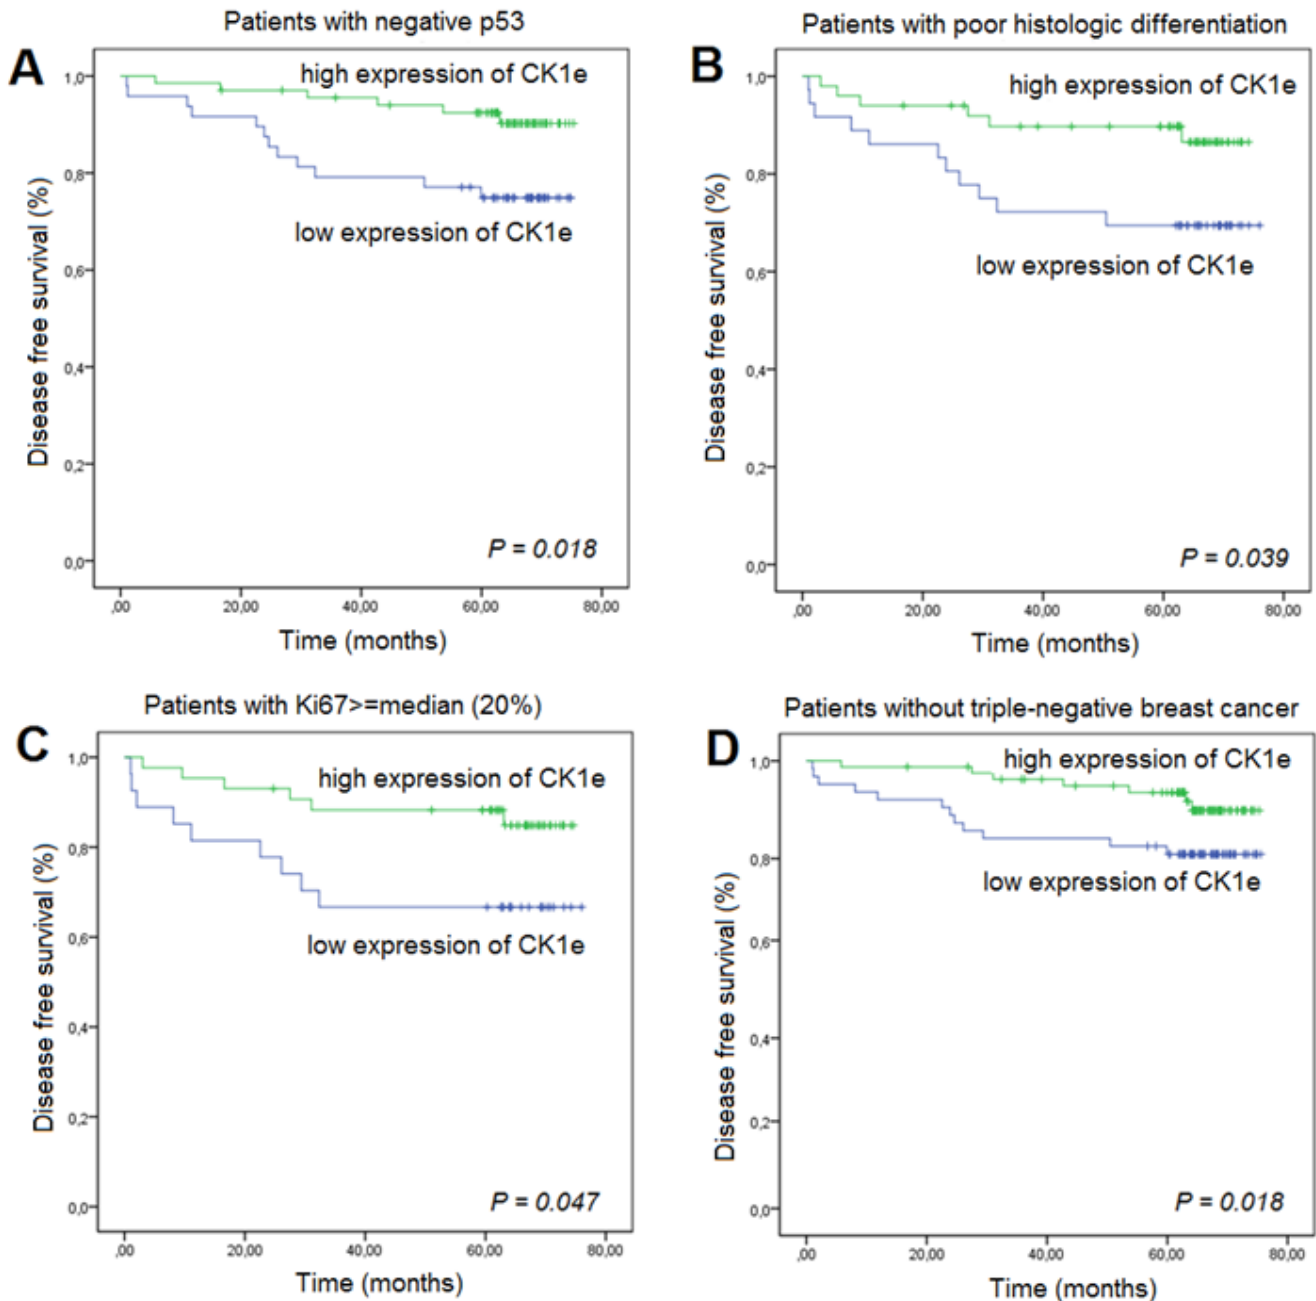 Patients with negative p53
A
high expression of CK1e
low expression of CK1e
Disease free survival (%)
1,0
0,8
0,6
0,4
0,2
0,0
P = 0.018
,00 20,00 40,00 60,00 80,00
Time (months)
Patients with poor histologic differentiation
B
high expression of CK1e
low expression of CK1e
Disease free survival (%)
1,0
0,8
0,6
0,4
0,2
0,0
P = 0.039
,00 20,00 40,00 60,00 80,00
Time (months)
Patients with Ki67>=median (20%)
C
high expression of CK1e
low expression of CK1e
Disease free survival (%)
1,0
0,8
0,6
0,4
0,2
0,0
P = 0.047
,00 20,00 40,00 60,00 80,00
Time (months)
Patients without triple-negative breast cancer
D
high expression of CK1e
low expression of CK1e
Disease free survival (%)
1,0
0,8
0,6
0,4
0,2
0,0
P = 0.018
,00 20,00 40,00 60,00 80,00
Time (months)